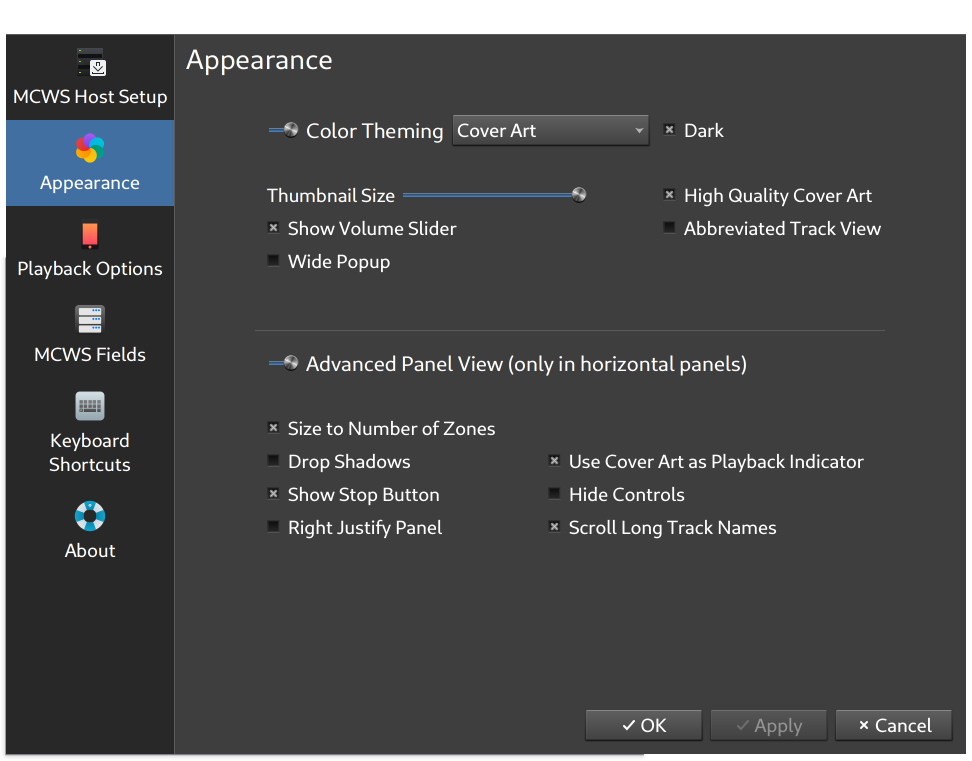 MCWS Host Setup
Appearance
Playback Options
MCWS Fields
Keyboard
Shortcuts
About
Appearance
Color Theming Cover Art Dark
Thumbnail Size High Quality Cover Art
Show Volume Slider Abbreviated Track View
Wide Popup
Advanced Panel View (only in horizontal panels)
Size to Number of Zones
Drop Shadows Use Cover Art as Playback Indicator
Show Stop Button Hide Controls
Right Justify Panel Scroll Long Track Names
OK Apply Cancel